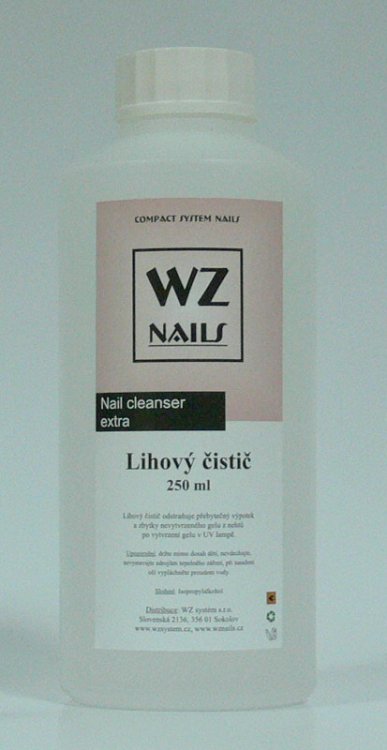 COMPACT SYSTEM NAILS
WZ
NAILS
Nail cleanser
extra
Lihový čistič
250 ml
Lihový čistič odstraňuje přebytečný výpotek
a zbytky nevytvrzeného gelu z nehtů
po vytvrzení gelu v UV lampě.
Upozornění: držte mimo dosah dětí, nevdechujte,
nevystavujte zdrojům tepelného záření, při zasažení
očí vypláchněte proudem vody.
Složení: Isopropylalkohol
Distribuce: WZ systém s.r.o.
Slovenská 2136, 356 01 Sokolov
www.wzsystem.cz, www.wznails.cz